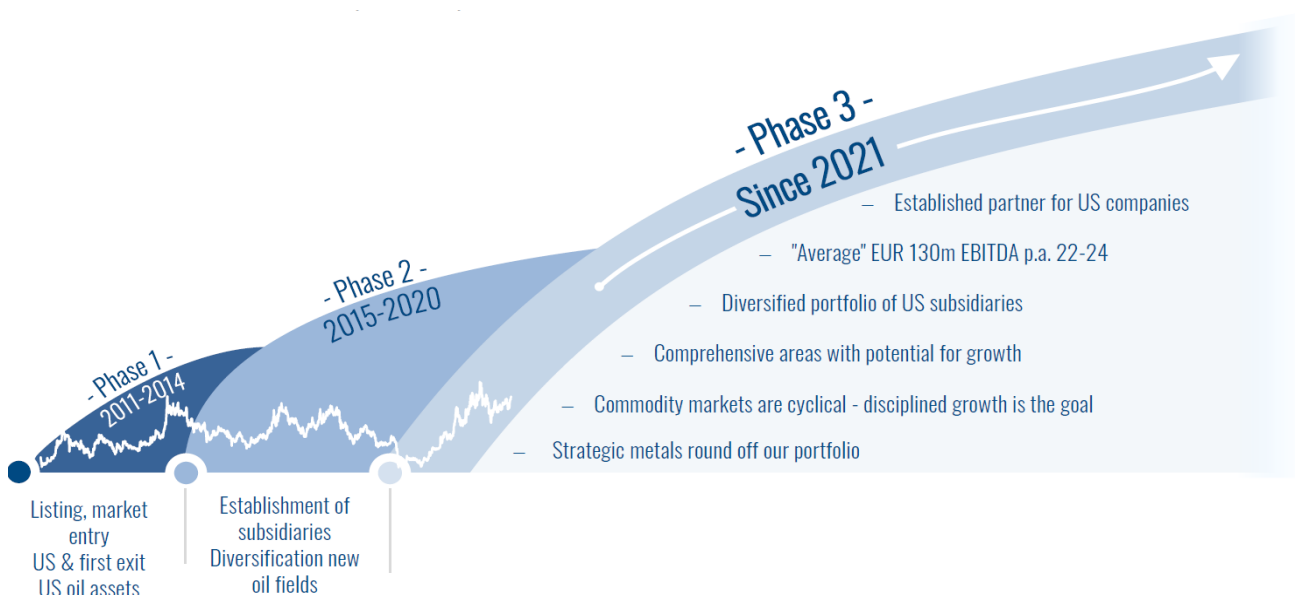 - Phase 1 -
2011-2014
- Phase 2 -
2015-2020
- Phase 3 -
Since 2021
– Established partner for US companies
– "Average" EUR 130m EBITDA p.a. 22-24
– Diversified portfolio of US subsidiaries
– Comprehensive areas with potential for growth
– Commodity markets are cyclical - disciplined growth is the goal
– Strategic metals round off our portfolio
Listing, market
entry
US & first exit
US oil assets
Establishment of
subsidiaries
Diversification new
oil fields